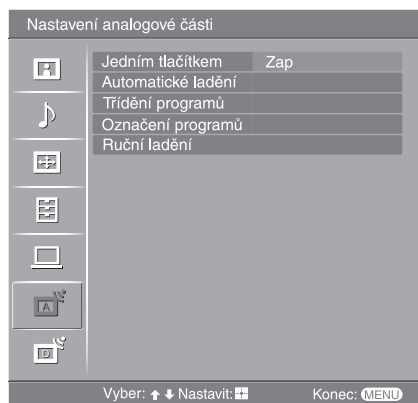 Nastavení analogové části
Jedním tlačítkem Zap
Automatické ladění
Třídění programů
Označení programů
Ruční ladění
A
D
Vyber: Nastavit: Konec: MENU